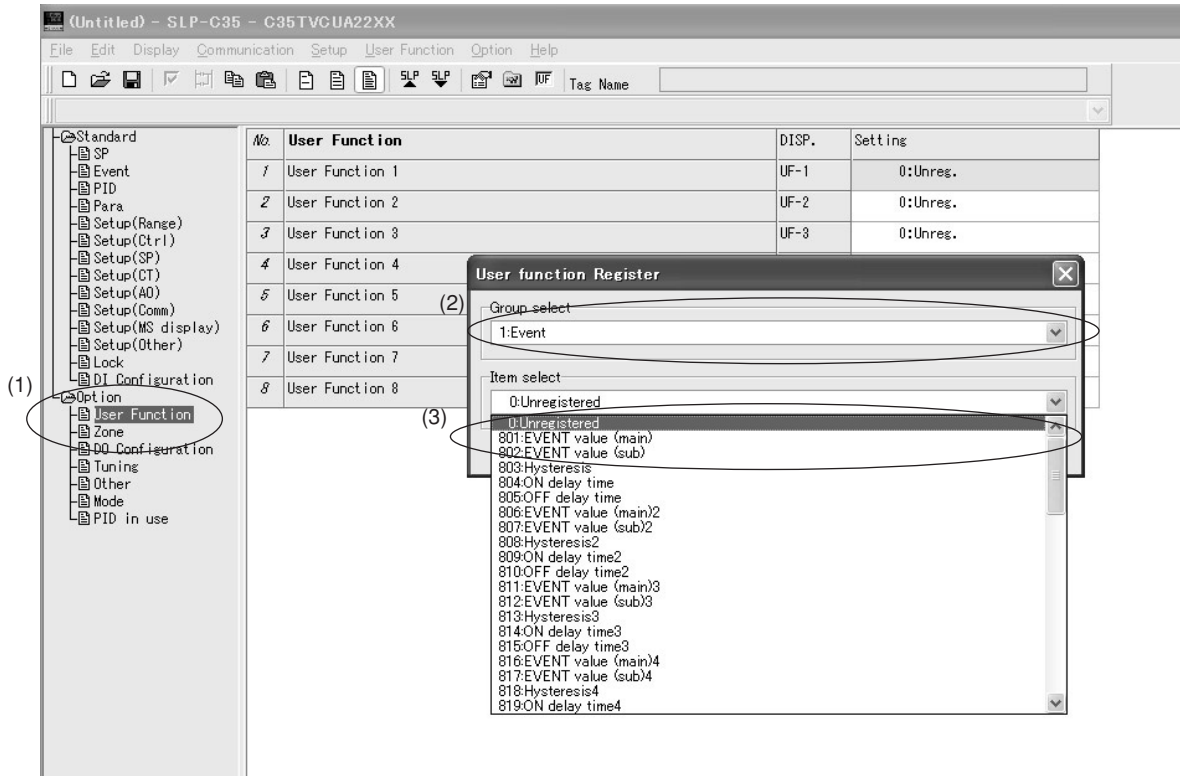 (Untitled) - SLP-C35 - C35TVCUA22XX
File Edit Display Communication Setup User Function Option Help
SLP SLP UF Tag Name
Standard
SP
Event
PID
Para
Setup(Range)
Setup(Ctrl)
Setup(SP)
Setup(CT)
Setup(AO)
Setup(Comm)
Setup(MS display)
Setup(Other)
Lock
DI Configuration
(1)
Option
User Function
Zone
DO Configuration
Tuning
Other
Mode
PID in use
No. User Function DISP. Setting
1 User Function 1 UF-1 0:Unreg.
2 User Function 2 UF-2 0:Unreg.
3 User Function 3 UF-3 0:Unreg.
4 User Function 4
5 User Function 5
6 User Function 6
7 User Function 7
8 User Function 8
User function Register
(2)
Group select
1:Event
Item select
0:Unregistered
(3)
0:Unregistered
801:EVENT value (main)
802:EVENT value (sub)
803:Hysteresis
804:ON delay time
805:OFF delay time
806:EVENT value (main)2
807:EVENT value (sub)2
808:Hysteresis2
809:ON delay time2
810:OFF delay time2
811:EVENT value (main)3
812:EVENT value (sub)3
813:Hysteresis3
814:ON delay time3
815:OFF delay time3
816:EVENT value (main)4
817:EVENT value (sub)4
818:Hysteresis4
819:ON delay time4